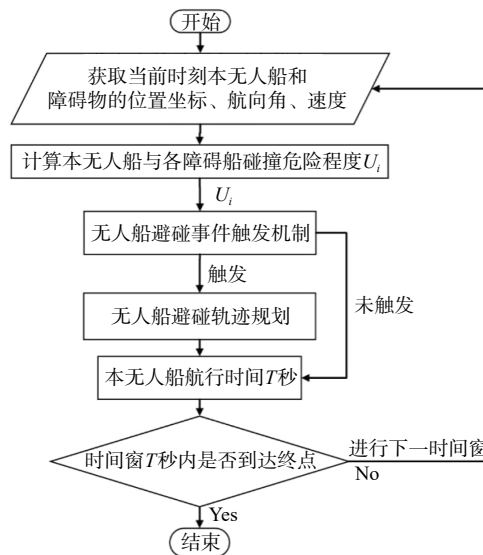 开始
获取当前时刻本无人船和
障碍物的位置坐标、航向角、速度
计算本无人船与各障碍船碰撞危险程度Ui
Ui
无人船避碰事件触发机制
触发
未触发
无人船避碰轨迹规划
本无人船航行时间T秒
时间窗T秒内是否到达终点
进行下一时间窗
No
Yes
结束